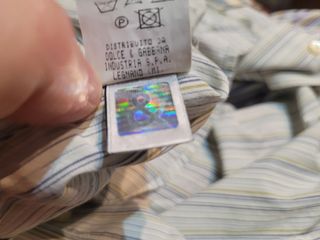 P
DISTRIBUITO DA
DOLCE & GABBANA
INDUSTRIA S.P.A.
LEGNANO (MI)
&